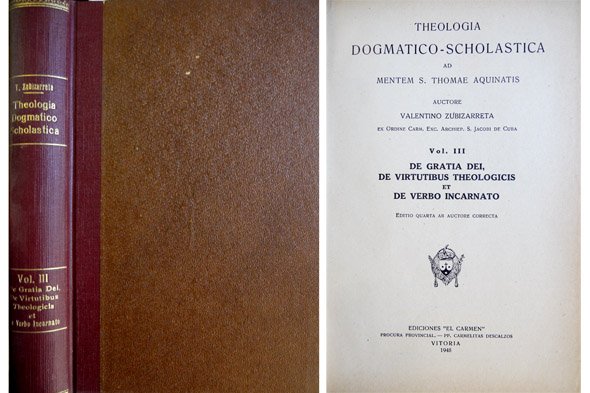 V. Zubizarreta
Theologia
Dogmatico
Scholastica
Vol. III
e Gratia Dei.
e Virtutibus
Theologicis
et
e Verbo Incarnato
THEOLOGIA
DOGMATICO-SCHOLASTICA
AD
MENTEM S. THOMAE AQUINATIS
AUCTORE
VALENTINO ZUBIZARRETA
EX ORDINE CARM. EXC. ARCHIEP. S. JACOBI DE CUBA
Vol. III
DE GRATIA DEI,
DE VIRTUTIBUS THEOLOGICIS
ET
DE VERBO INCARNATO
EDITIO QUARTA AB AUCTORE CORRECTA
EDICIONES "EL CARMEN"
PROCURA PROVINCIAL.—PP. CARMELITAS DESCALZOS
VITORIA
1948